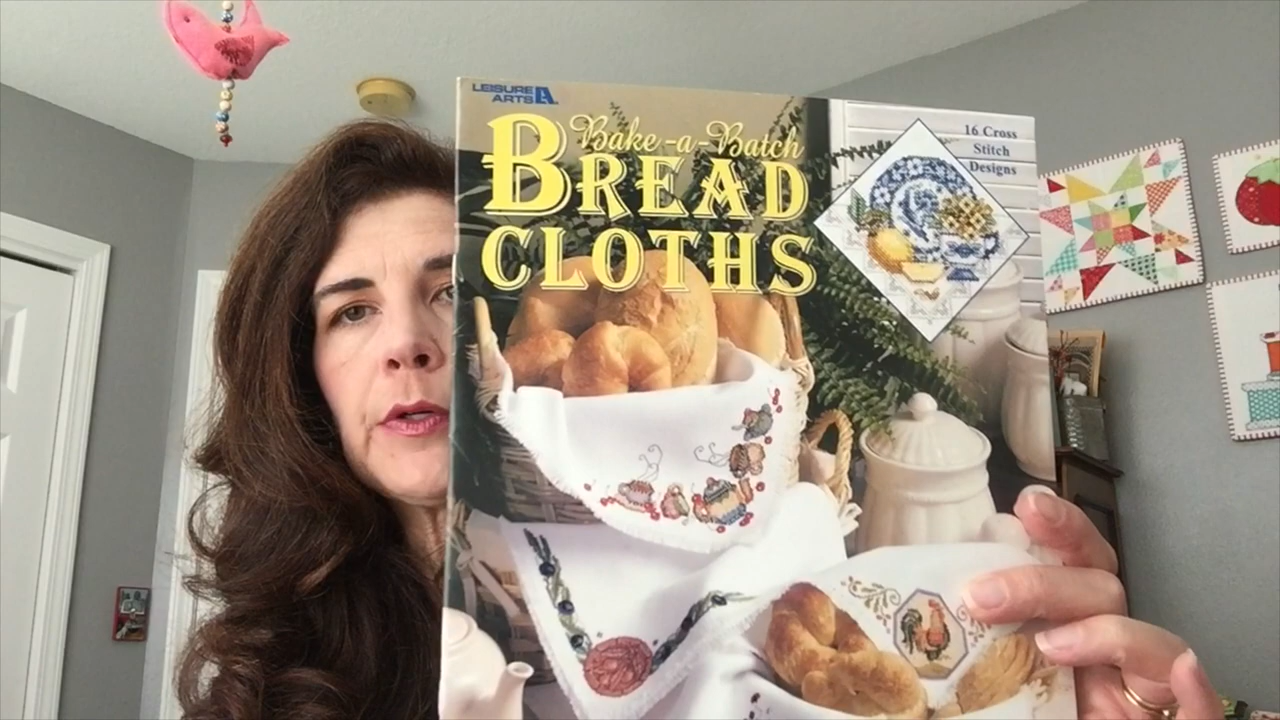 LEISURE
ARTS
Bake-a-Batch
BREAD
CLOTHS
16 Cross
Stitch
Designs